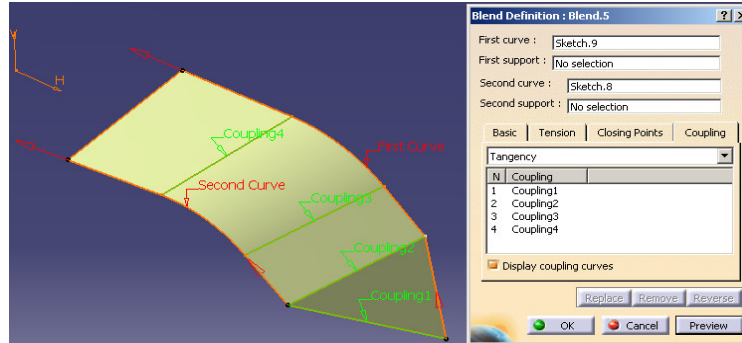 Y
H
Coupling4
First Curve
Second Curve
Coupling3
Coupling2
Coupling1
Blend Definition : Blend.5
First curve : Sketch.9
First support : No selection
Second curve : Sketch.8
Second support : No selection
Basic Tension Closing Points Coupling
Tangency
N Coupling
1 Coupling1
2 Coupling2
3 Coupling3
4 Coupling4
Display coupling curves
Replace Remove Reverse
OK Cancel Preview